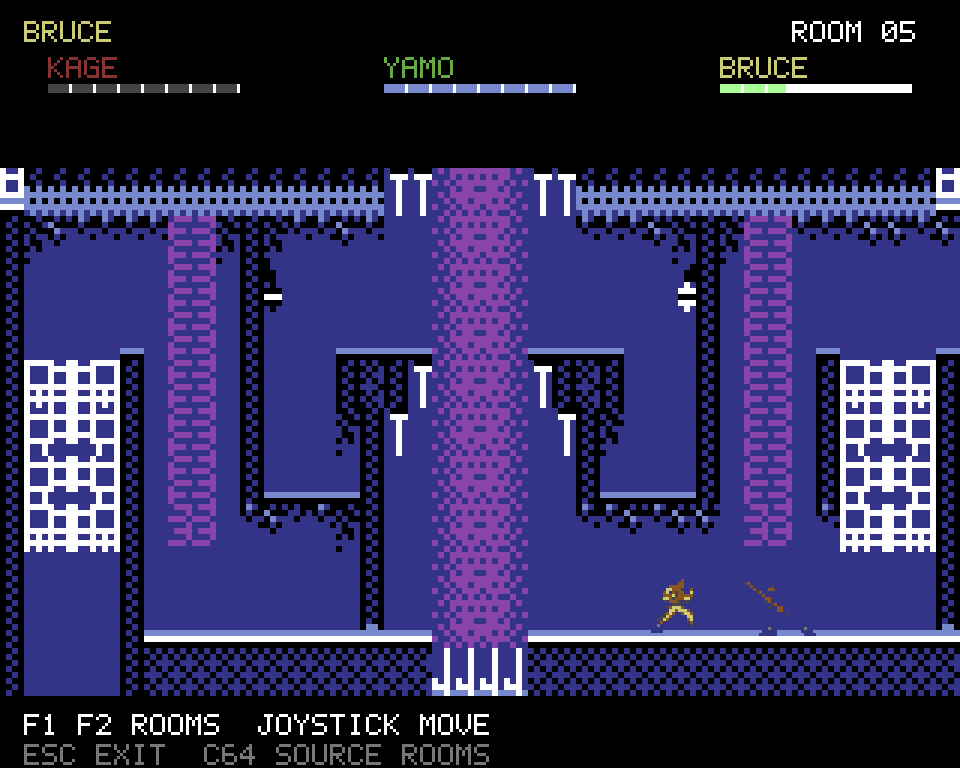 BRUCE ROOM 05
KAGE YAMO BRUCE
F1 F2 ROOMS JOYSTICK MOVE
ESC EXIT C64 SOURCE ROOMS